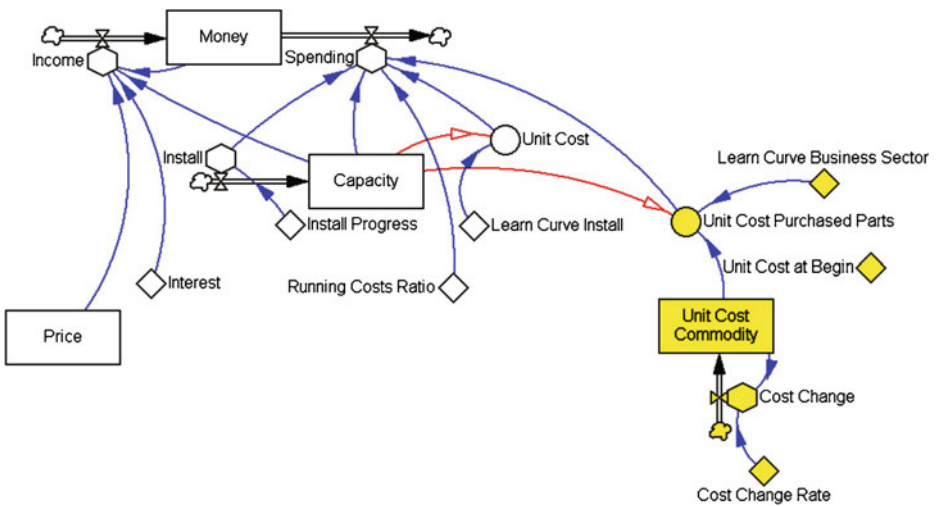 Money
Income
Spending
Install
Unit Cost
Learn Curve Business Sector
Capacity
Install Progress
Learn Curve Install
Unit Cost Purchased Parts
Unit Cost at Begin
Interest
Running Costs Ratio
Price
Unit Cost
Commodity
Cost Change
Cost Change Rate